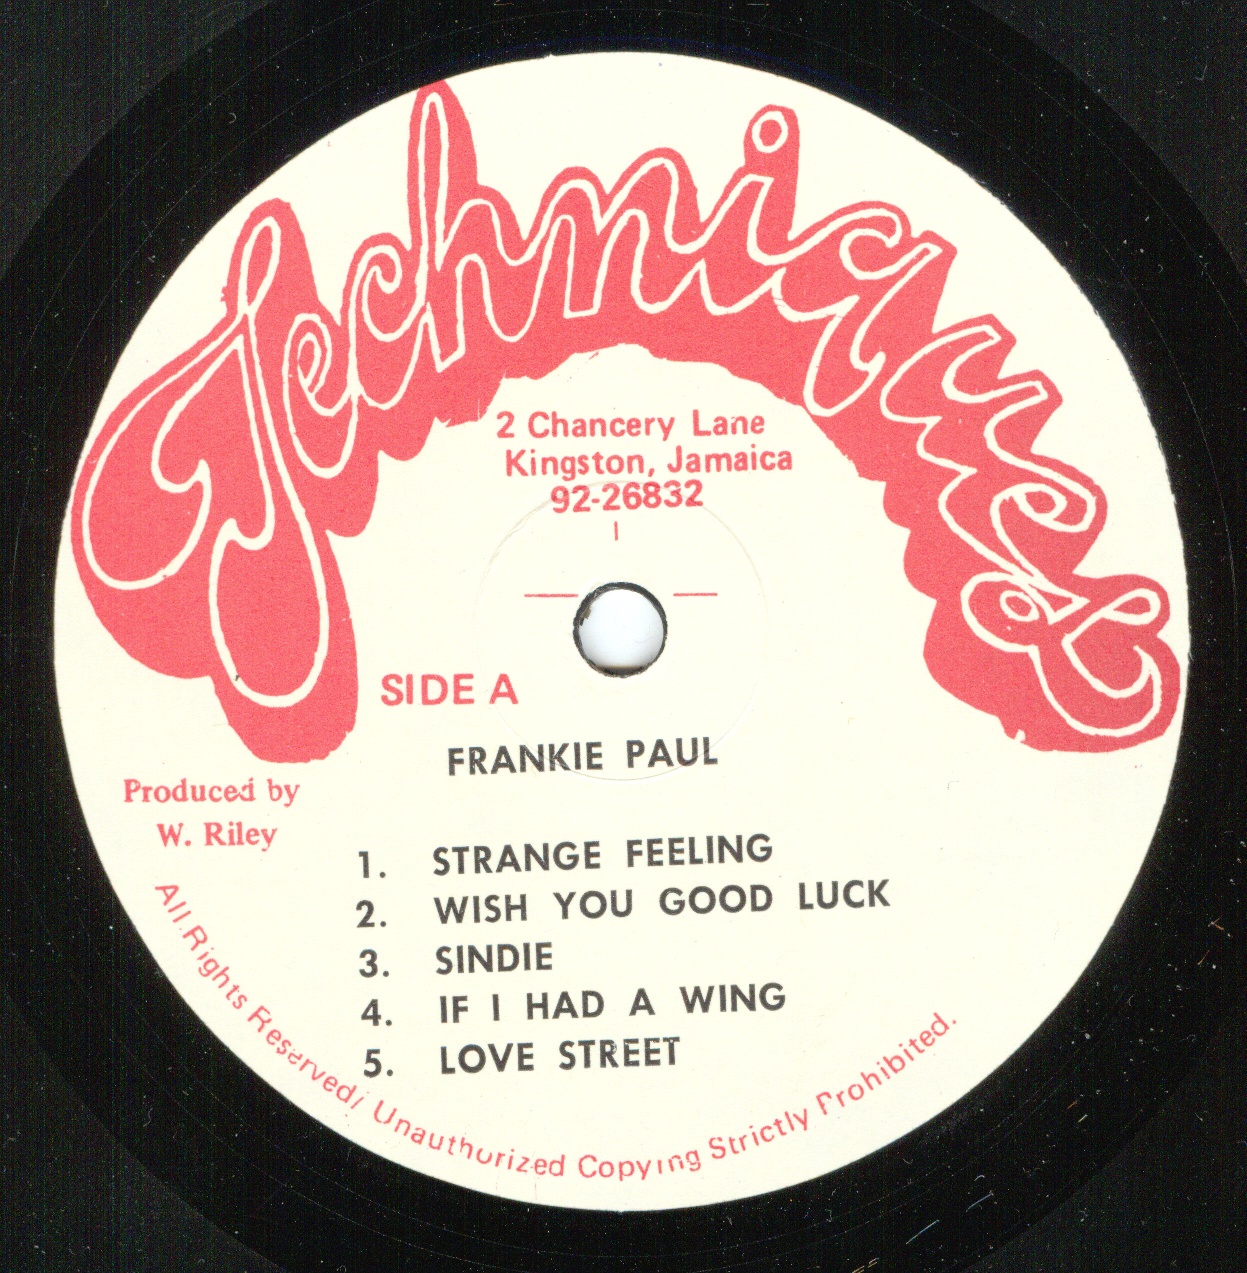 Techniques
2 Chancery Lane
Kingston, Jamaica
92-26832
SIDE A
FRANKIE PAUL
Produced by
W. Riley
1. STRANGE FEELING
2. WISH YOU GOOD LUCK
3. SINDIE
4. IF I HAD A WING
5. LOVE STREET
All Rights Reserved/ Unauthorized Copying Strictly Prohibited.